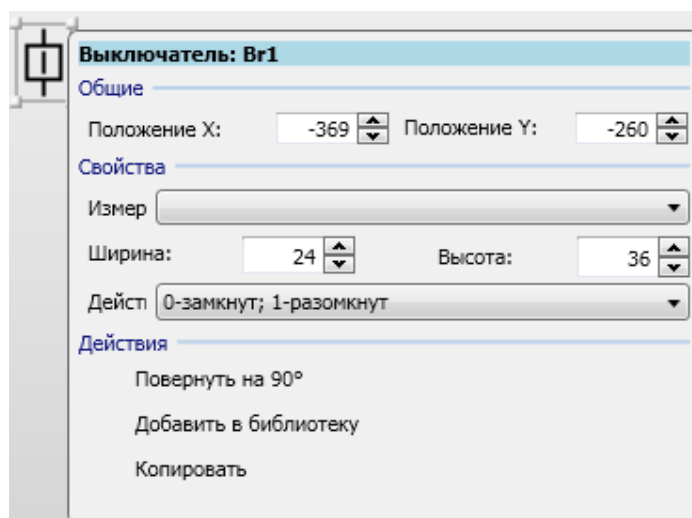 Выключатель: Br1
Общие
Положение X: -369 Положение Y: -260
Свойства
Измер
Ширина: 24 Высота: 36
Дейст 0-замкнут; 1-разомкнут
Действия
Повернуть на 90°
Добавить в библиотеку
Копировать